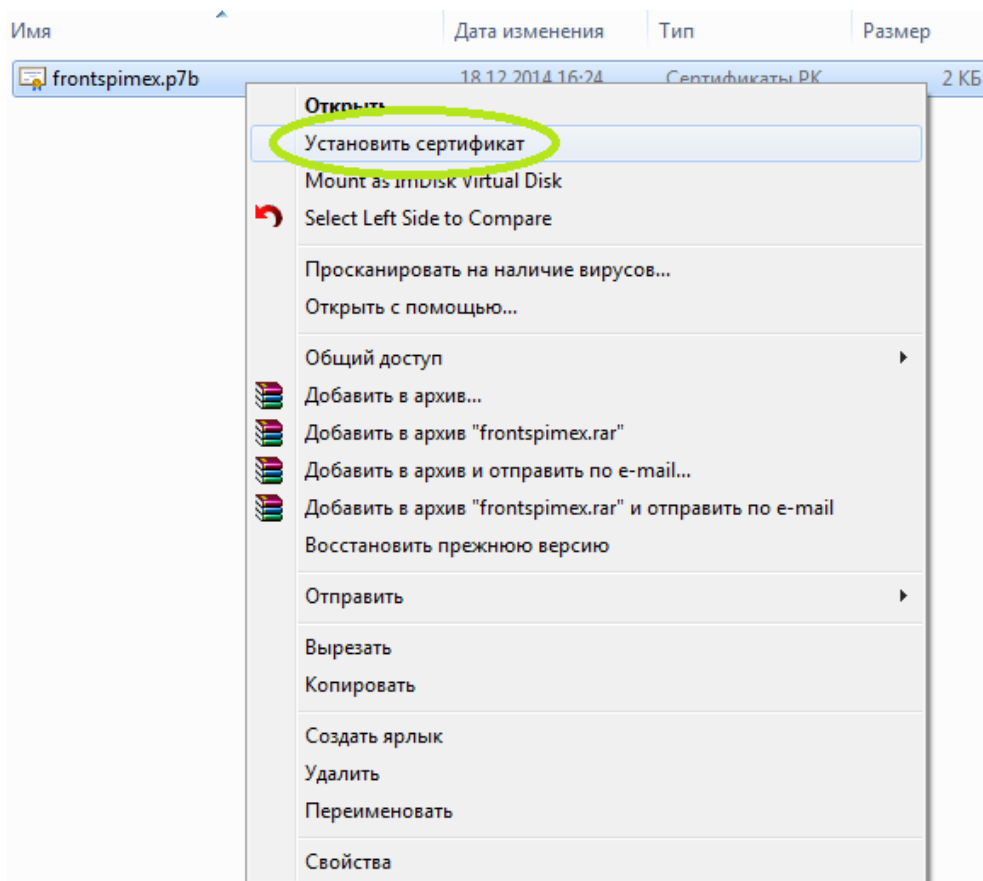 Имя Дата изменения Тип Размер
frontspimex.p7b 18.12.2014 16:24 Сертификаты РК... 2 КБ
Открыть
Установить сертификат
Mount as ImDisk Virtual Disk
Select Left Side to Compare
Просканировать на наличие вирусов...
Открыть с помощью...
Общий доступ
Добавить в архив...
Добавить в архив "frontspimex.rar"
Добавить в архив и отправить по e-mail...
Добавить в архив "frontspimex.rar" и отправить по e-mail
Восстановить прежнюю версию
Отправить
Вырезать
Копировать
Создать ярлык
Удалить
Переименовать
Свойства